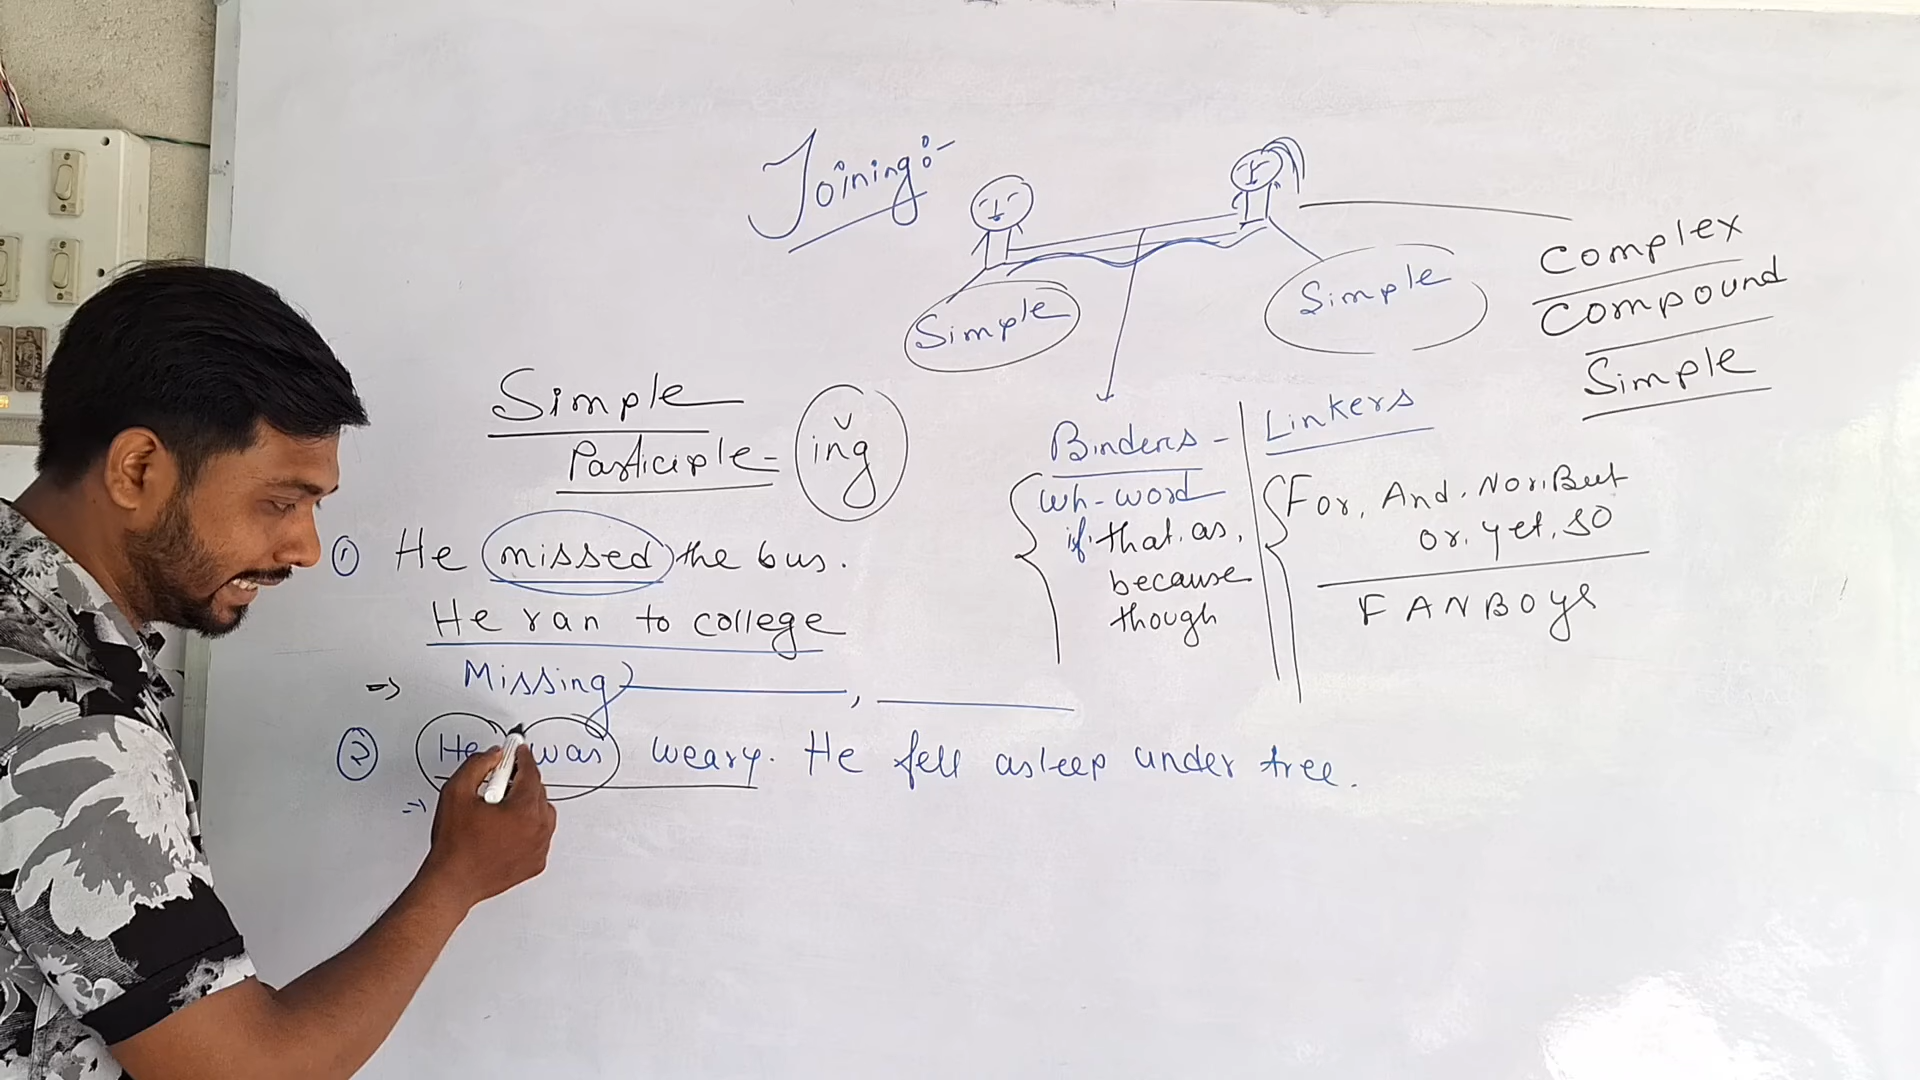 Joining:-
Simple
Simple
Complex
Compound
Simple
Simple
Participle - ing
Binders -
wh-word
if. that. as,
because
though
Linkers
For, And. Nor. But
or. yet. so
FANBOYS
① He missed the bus.
He ran to college
=> Missing ———, ———
② He was weary. He fell asleep under tree.
=>